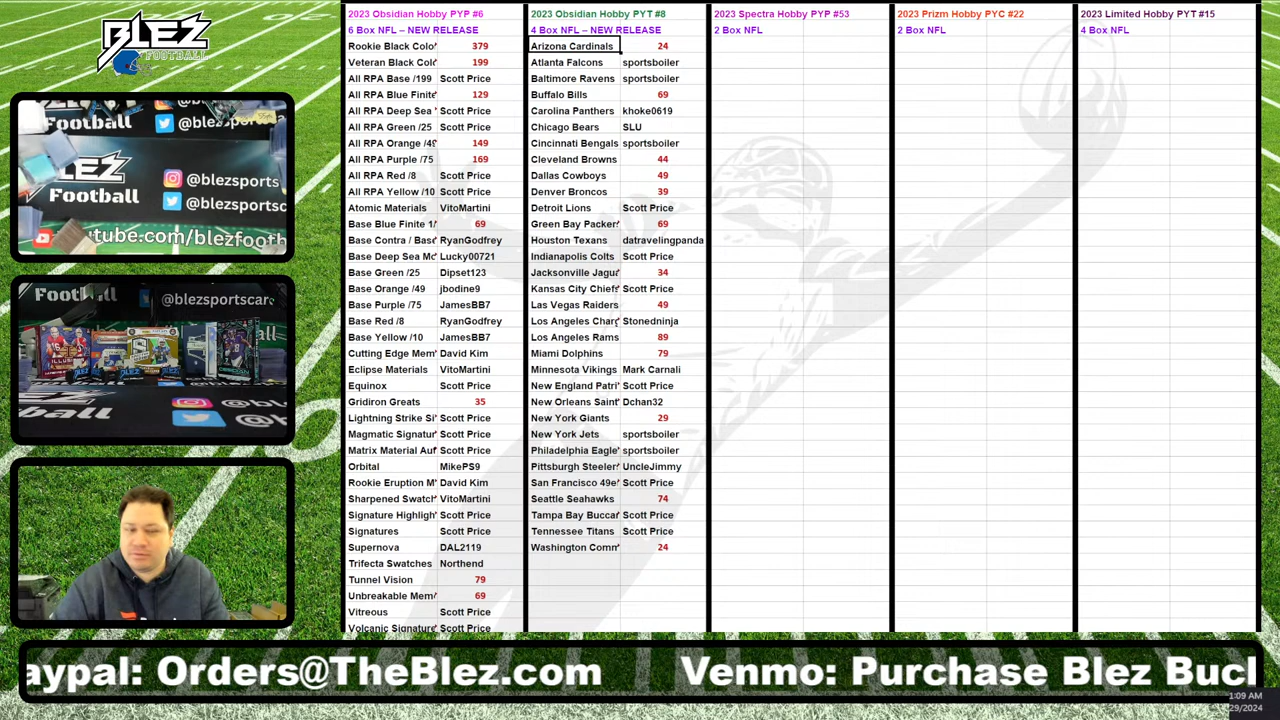 BLEZ
FOOTBALL
Football
@blez
BLEZ
Football
@blezsports
@blezsportsc
tube.com/blezfootb
Football
@blezsportscar
2023 Obsidian Hobby PYP #6
6 Box NFL – NEW RELEASE
Rookie Black Color 379
Veteran Black Colo 199
All RPA Base /199 Scott Price
All RPA Blue Finite 129
All RPA Deep Sea Scott Price
All RPA Green /25 Scott Price
All RPA Orange /49 149
All RPA Purple /75 169
All RPA Red /8 Scott Price
All RPA Yellow /10 Scott Price
Atomic Materials VitoMartini
Base Blue Finite 1/ 69
Base Contra / Base RyanGodfrey
Base Deep Sea Mo Lucky00721
Base Green /25 Dipset123
Base Orange /49 jbodine9
Base Purple /75 JamesBB7
Base Red /8 RyanGodfrey
Base Yellow /10 JamesBB7
Cutting Edge Mem David Kim
Eclipse Materials VitoMartini
Equinox Scott Price
Gridiron Greats 35
Lightning Strike Si Scott Price
Magmatic Signatur Scott Price
Matrix Material Aut Scott Price
Orbital MikePS9
Rookie Eruption M David Kim
Sharpened Swatch VitoMartini
Signature Highligh Scott Price
Signatures Scott Price
Supernova DAL2119
Trifecta Swatches Northend
Tunnel Vision 79
Unbreakable Mem 69
Vitreous Scott Price
Volcanic Signature Scott Price
2023 Obsidian Hobby PYT #8
4 Box NFL – NEW RELEASE
Arizona Cardinals 24
Atlanta Falcons sportsboiler
Baltimore Ravens sportsboiler
Buffalo Bills 69
Carolina Panthers khoke0619
Chicago Bears SLU
Cincinnati Bengals sportsboiler
Cleveland Browns 44
Dallas Cowboys 49
Denver Broncos 39
Detroit Lions Scott Price
Green Bay Packer 69
Houston Texans datravelingpanda
Indianapolis Colts Scott Price
Jacksonville Jagua 34
Kansas City Chiefs Scott Price
Las Vegas Raiders 49
Los Angeles Charg Stonedninja
Los Angeles Rams 89
Miami Dolphins 79
Minnesota Vikings Mark Carnali
New England Patri Scott Price
New Orleans Saint Dchan32
New York Giants 29
New York Jets sportsboiler
Philadelphia Eagle sportsboiler
Pittsburgh Steeler UncleJimmy
San Francisco 49e Scott Price
Seattle Seahawks 74
Tampa Bay Buccar Scott Price
Tennessee Titans Scott Price
Washington Comm 24
2023 Spectra Hobby PYP #53
2 Box NFL
2023 Prizm Hobby PYC #22
2 Box NFL
2023 Limited Hobby PYT #15
4 Box NFL
aypal: Orders@TheBlez.com Venmo: Purchase Blez Buck
1:09 AM
29/2024